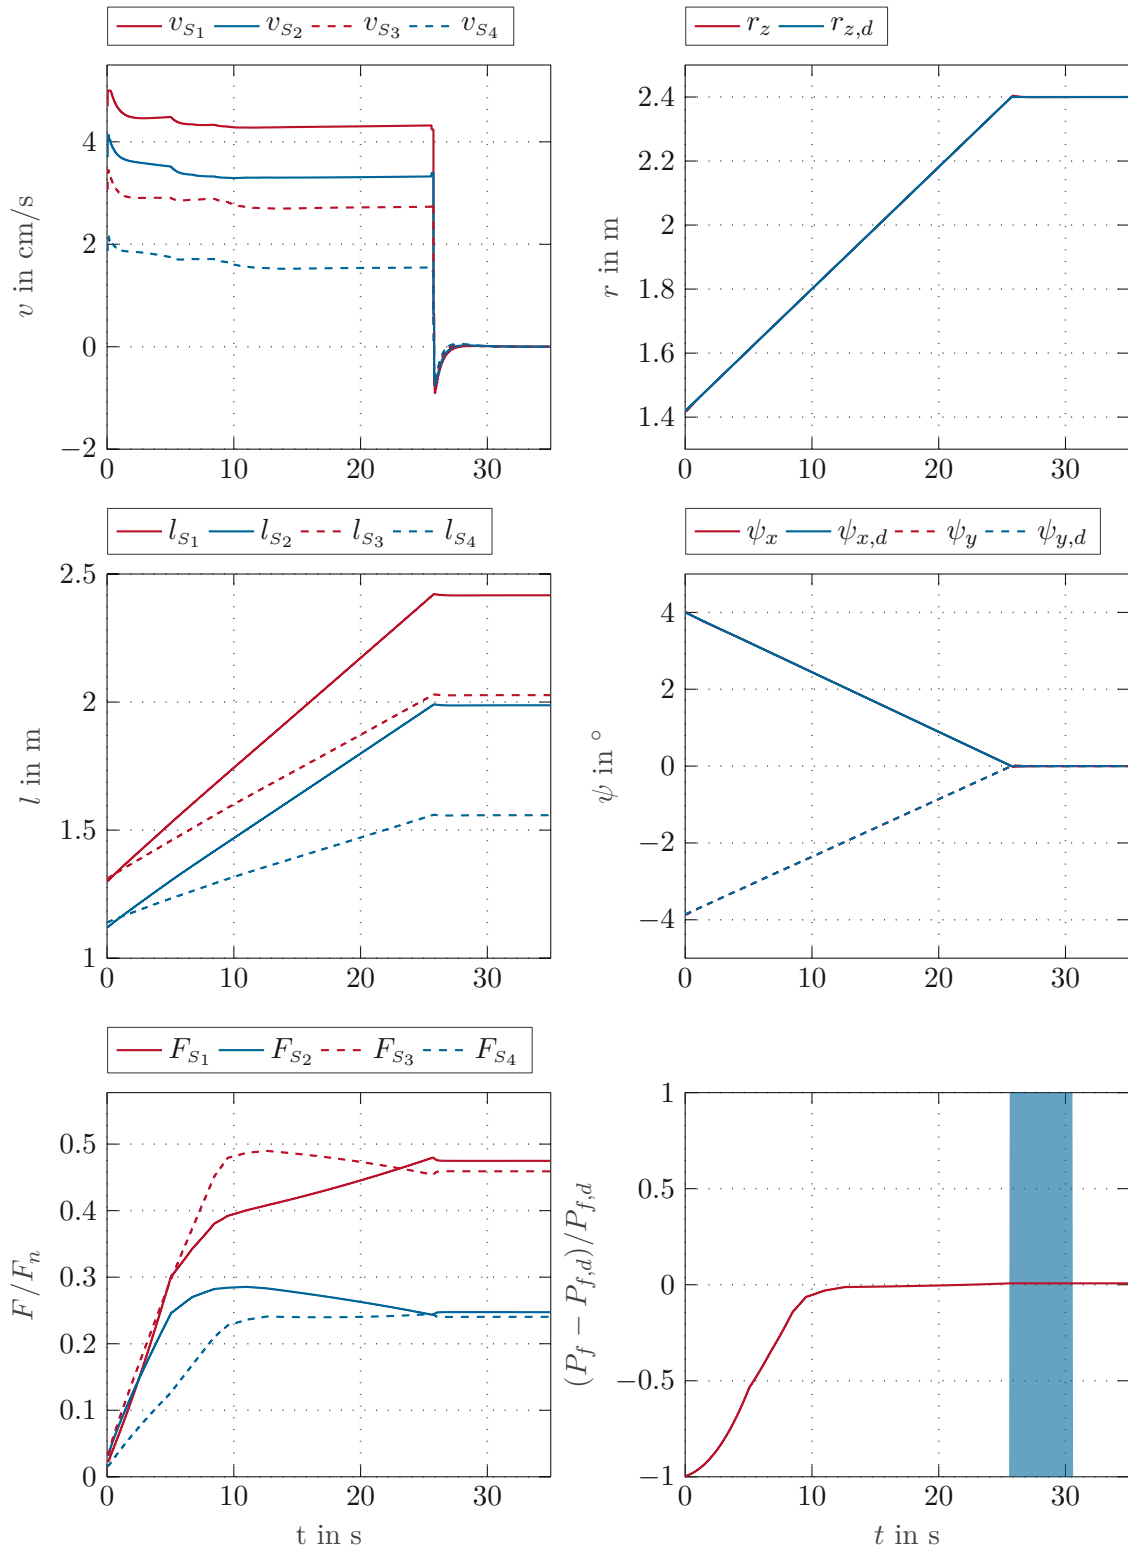 v_{S_1} v_{S_2} v_{S_3} v_{S_4}
4
2
0
−2
0 10 20 30
v in cm/s
r_z r_{z,d}
2.4
2.2
2
1.8
1.6
1.4
0 10 20 30
r in m
l_{S_1} l_{S_2} l_{S_3} l_{S_4}
2.5
2
1.5
1
0 10 20 30
l in m
ψ_x ψ_{x,d} ψ_y ψ_{y,d}
4
2
0
−2
−4
0 10 20 30
ψ in °
F_{S_1} F_{S_2} F_{S_3} F_{S_4}
0.5
0.4
0.3
0.2
0.1
0
0 10 20 30
F/F_n
t in s
1
0.5
0
−0.5
−1
0 10 20 30
(P_f − P_{f,d})/P_{f,d}
t in s